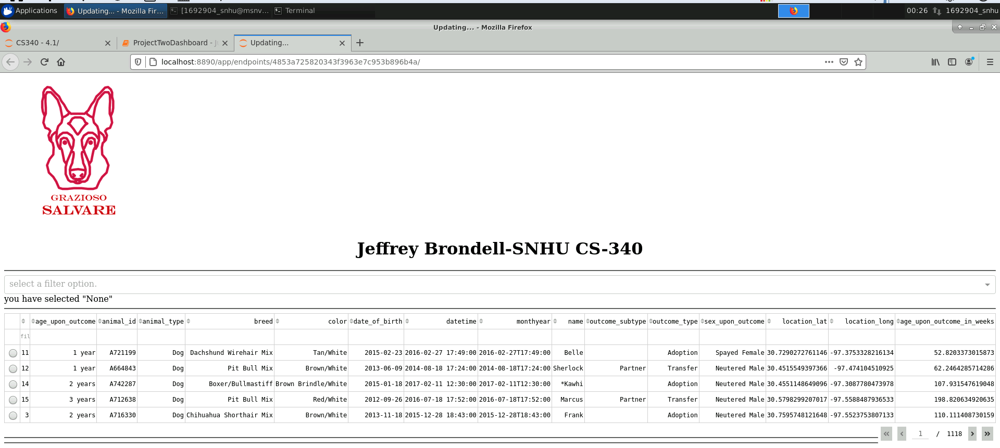 Applications Updating... - Mozilla Fir... [1692904_snhu@msnv... Terminal 00:26 1692904_snhu
Updating... - Mozilla Firefox
CS340 - 4.1/ ProjectTwoDashboard - J Updating...
localhost:8890/app/endpoints/4853a725820343f3963e7c953b896b4a/
GRAZIOSO
SALVARE
Jeffrey Brondell-SNHU CS-340
select a filter option.
you have selected "None"
age_upon_outcome animal_id animal_type breed color date_of_birth datetime monthyear name outcome_subtype outcome_type sex_upon_outcome location_lat location_long age_upon_outcome_in_weeks
fil
11 1 year A721199 Dog Dachshund Wirehair Mix Tan/White 2015-02-23 2016-02-27 17:49:00 2016-02-27T17:49:00 Belle Adoption Spayed Female 30.7290272761146 -97.3753328216134 52.8203373015873
12 1 year A664843 Dog Pit Bull Mix Brown/White 2013-06-09 2014-08-18 17:24:00 2014-08-18T17:24:00 Sherlock Partner Transfer Neutered Male 30.4515549397366 -97.474104510925 62.2464285714286
14 2 years A742287 Dog Boxer/Bullmastiff Brown Brindle/White 2015-01-18 2017-02-11 12:30:00 2017-02-11T12:30:00 *Kawhi Adoption Neutered Male 30.4551148649096 -97.3087780473978 107.931547619048
15 3 years A712638 Dog Pit Bull Mix Red/White 2012-09-26 2016-07-18 17:52:00 2016-07-18T17:52:00 Marcus Partner Transfer Neutered Male 30.5798299207017 -97.5588487936533 198.820634920635
3 2 years A716330 Dog Chihuahua Shorthair Mix Brown/White 2013-11-18 2015-12-28 18:43:00 2015-12-28T18:43:00 Frank Adoption Neutered Male 30.7595748121648 -97.5523753807133 110.111408730159
« ‹ 1 / 1118 › »